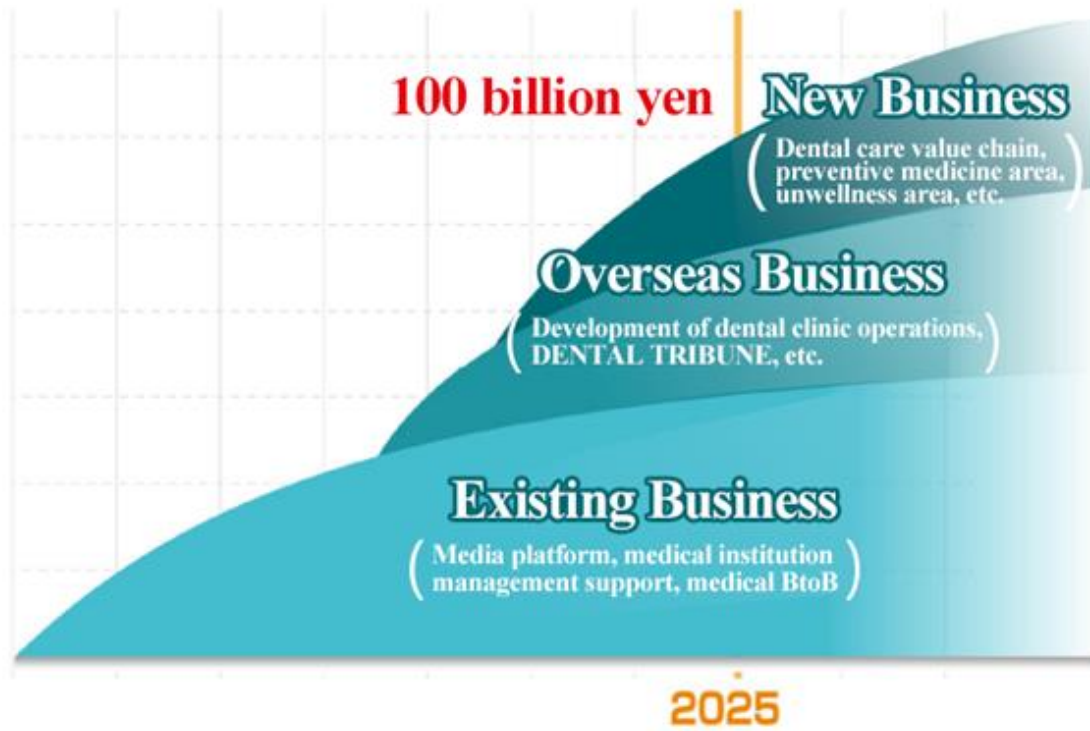 100 billion yen
New Business
(Dental care value chain,
preventive medicine area,
unwellness area, etc.)
Overseas Business
(Development of dental clinic operations,
DENTAL TRIBUNE, etc.)
Existing Business
(Media platform, medical institution
management support, medical BtoB)
2025